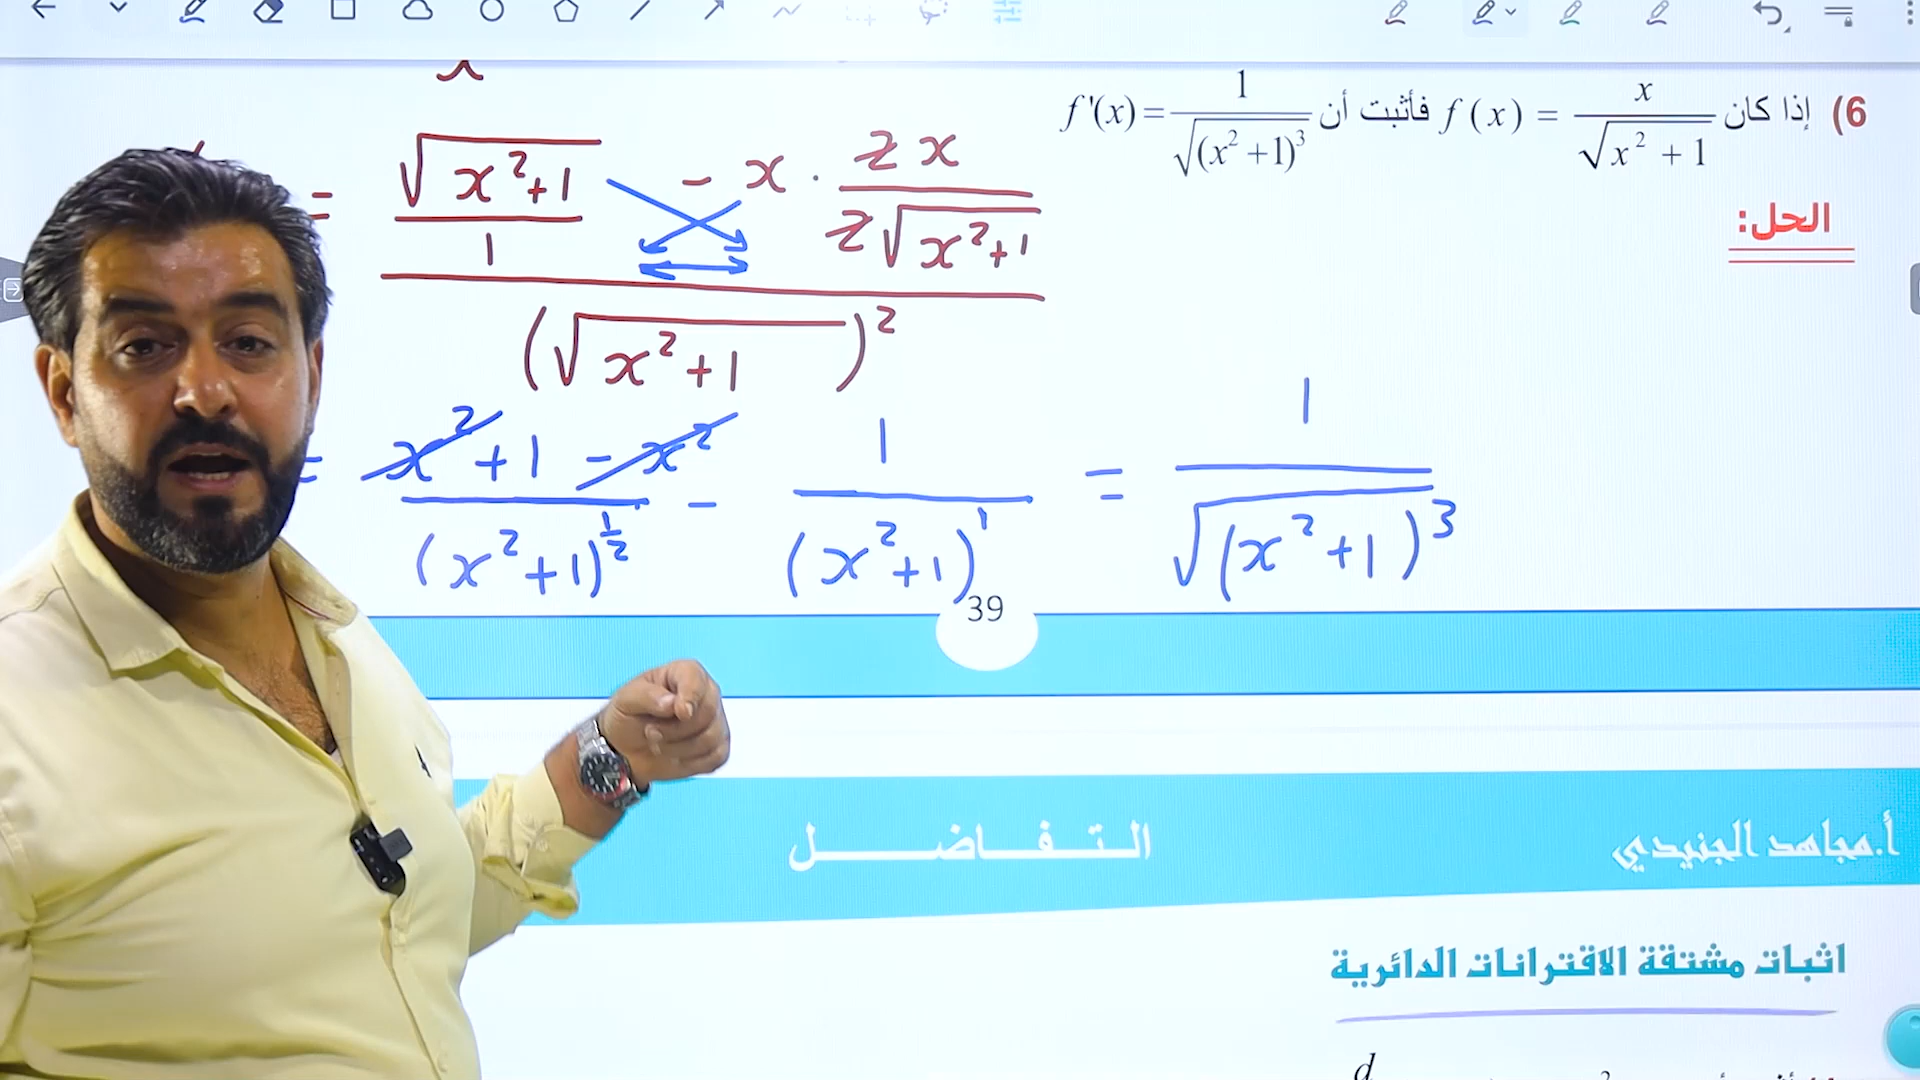 6) إذا كان f(x) = x / √(x² + 1) فأثبت أن f'(x) = 1 / √((x² + 1)³)
الحل:
= (√(x²+1) / 1 - x · 2x / 2√(x²+1)) / (√(x²+1))²
= (x² + 1 - x²) / (x²+1)^(1/2) - 1 / (x²+1)^1 = 1 / √((x²+1)³)
39
أ.مجاهد الجنيدي
التفاضل
اثبات مشتقة الاقترانات الدائرية
d